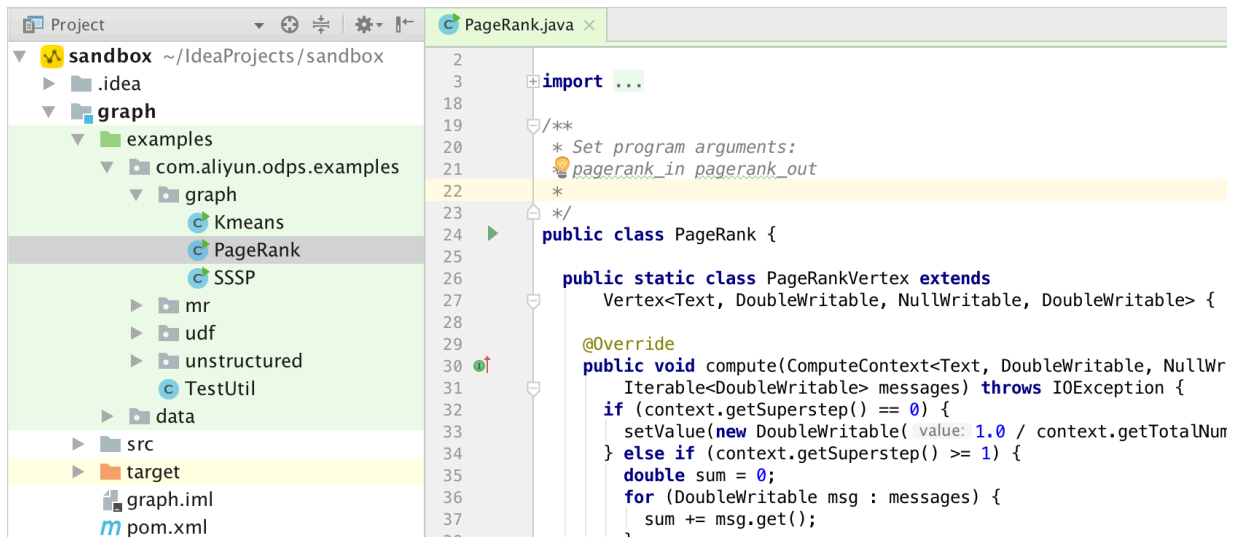 Project
PageRank.java
sandbox ~/IdeaProjects/sandbox
.idea
graph
examples
com.aliyun.odps.examples
graph
Kmeans
PageRank
SSSP
mr
udf
unstructured
TestUtil
data
src
target
graph.iml
pom.xml
2
3 import ...
18
19 /**
20 * Set program arguments:
21 * pagerank_in pagerank_out
22 *
23 */
24 public class PageRank {
25
26 public static class PageRankVertex extends
27 Vertex<Text, DoubleWritable, NullWritable, DoubleWritable> {
28
29 @Override
30 public void compute(ComputeContext<Text, DoubleWritable, NullWr
31 Iterable<DoubleWritable> messages) throws IOException {
32 if (context.getSuperstep() == 0) {
33 setValue(new DoubleWritable( value: 1.0 / context.getTotalNum
34 } else if (context.getSuperstep() >= 1) {
35 double sum = 0;
36 for (DoubleWritable msg : messages) {
37 sum += msg.get();